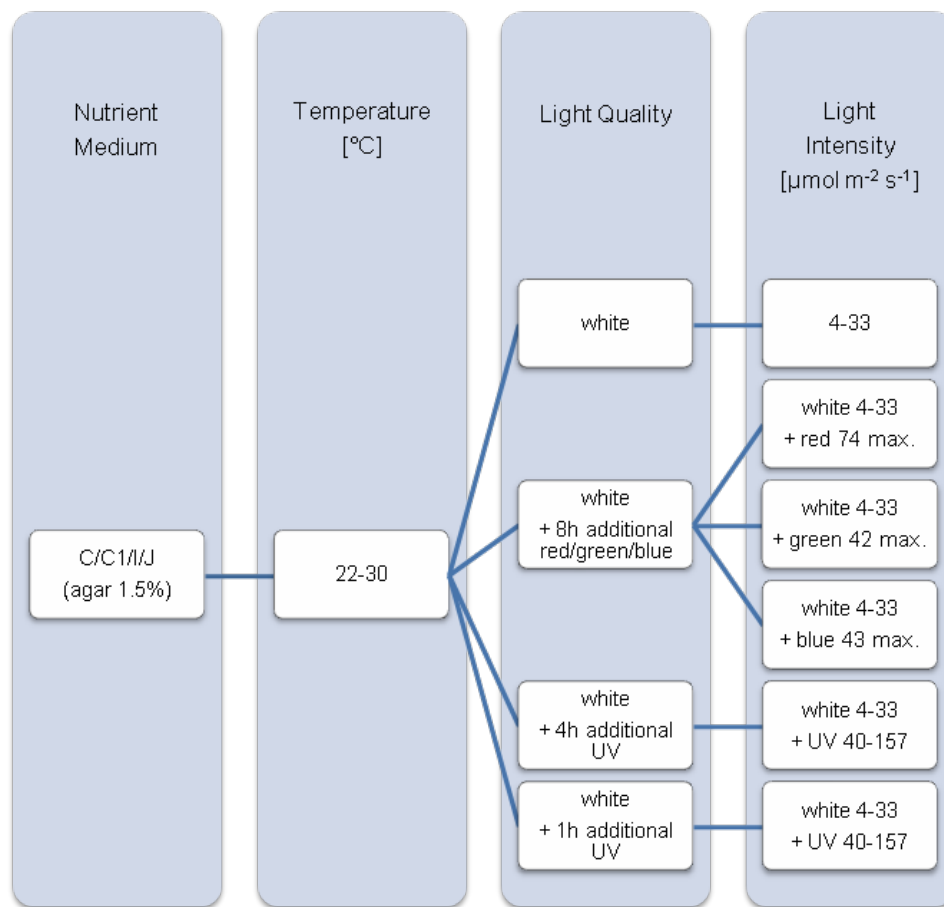 Nutrient
Medium
Temperature
[°C]
Light Quality
Light
Intensity
[µmol m-2 s-1]
C/C1/I/J
(agar 1.5%)
22-30
white
4-33
white
+ 8h additional
red/green/blue
white 4-33
+ red 74 max.
white 4-33
+ green 42 max.
white 4-33
+ blue 43 max.
white
+ 4h additional
UV
white 4-33
+ UV 40-157
white
+ 1h additional
UV
white 4-33
+ UV 40-157